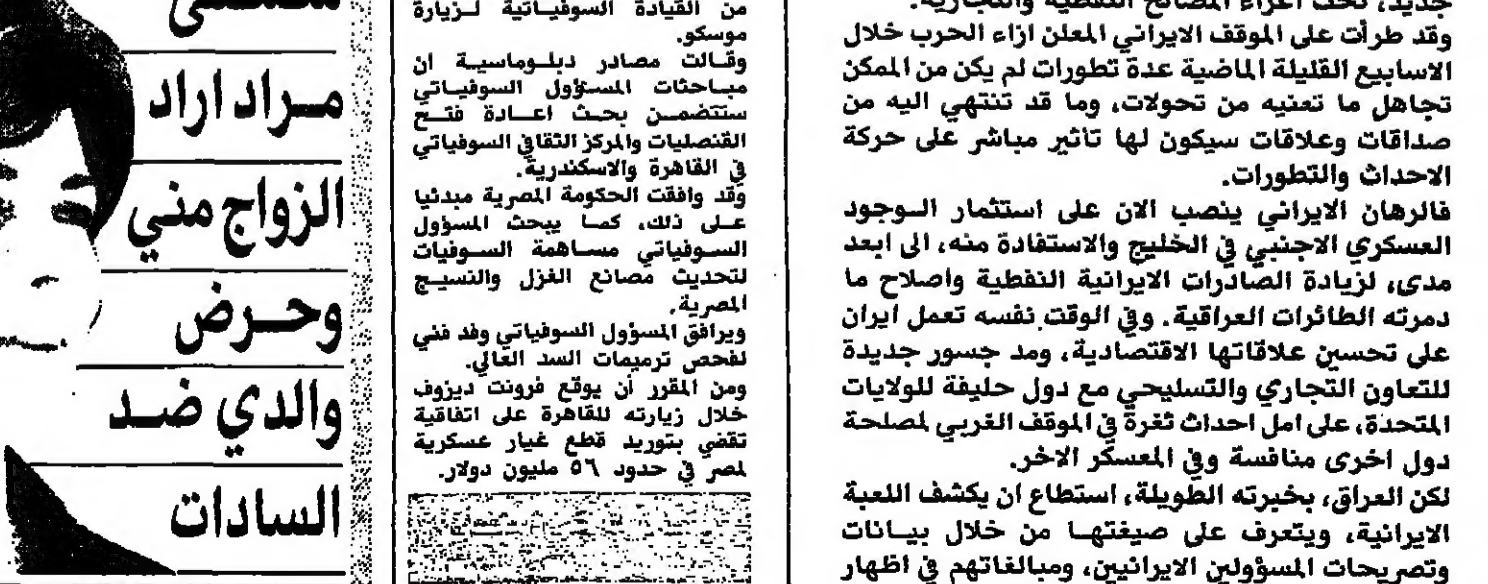 جديد، تحت اغراء المصالح النفطية والتجارية.
وقد طرأت على الموقف الايراني المعلن ازاء الحرب خلال
الاسابيع القليلة الماضية عدة تطورات لم يكن من الممكن
تجاهل ما تعنيه من تحولات، وما قد تنتهي اليه من
صداقات وعلاقات سيكون لها تاثير مباشر على حركة
الاحداث والتطورات.
فالرهان الايراني ينصب الان على استثمار الوجود
العسكري الاجنبي في الخليج والاستفادة منه، الى ابعد
مدى، لزيادة الصادرات الايرانية النفطية واصلاح ما
دمرته الطائرات العراقية. وفي الوقت نفسه تعمل ايران
على تحسين علاقاتها الاقتصادية، ومد جسور جديدة
للتعاون التجاري والتسليحي مع دول حليفة للولايات
المتحدة، على امل احداث ثغرة في الموقف الغربي لمصلحة
دول اخرى منافسة وفي المعسكر الاخر.
لكن العراق، بخبرته الطويلة، استطاع ان يكشف اللعبة
الايرانية، ويتعرف على صيغتها من خلال بيانات
وتصريحات المسؤولين الايرانيين، ومبالغاتهم في اظهار
من القيادة السوفياتية لزيارة
موسكو.
وقالت مصادر دبلوماسية ان
مباحثات المسؤول السوفياتي
ستتضمن بحث اعادة فتح
القنصليات والمركز الثقافي السوفياتي
في القاهرة والاسكندرية.
وقد وافقت الحكومة المصرية مبدئيا
على ذلك، كما يبحث المسؤول
السوفياتي مساهمة السوفيات
لتحديث مصانع الغزل والنسيج
المصرية.
ويرافق المسؤول السوفياتي وفد فني
لفحص ترميمات السد العالي.
ومن المقرر أن يوقع فرونت ديزوف
خلال زيارته للقاهرة على اتفاقية
تقضي بتوريد قطع غيار عسكرية
لمصر في حدود ٥٦ مليون دولار.
مراد اراد
الزواج مني
وحرض
والدي ضد
السادات